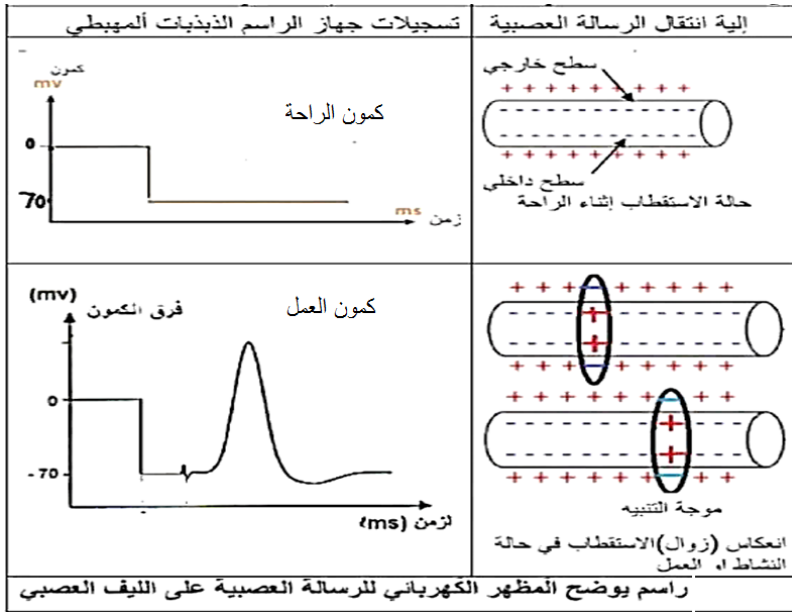 إلية انتقال الرسالة العصبية
تسجيلات جهاز الراسم الذبذبات ألمهبطي
سطح خارجي
سطح داخلي
حالة الاستقطاب إثناء الراحة
كمون
mv
كمون الراحة
0
70
ms
زمن
موجة التنبيه
انعكاس (زوال) الاستقطاب في حالة
النشاط او العمل
(mv)
فرق الكمون
كمون العمل
0
- 70
لزمن (ms)
راسم يوضح المظهر الكهربائي للرسالة العصبية على الليف العصبي